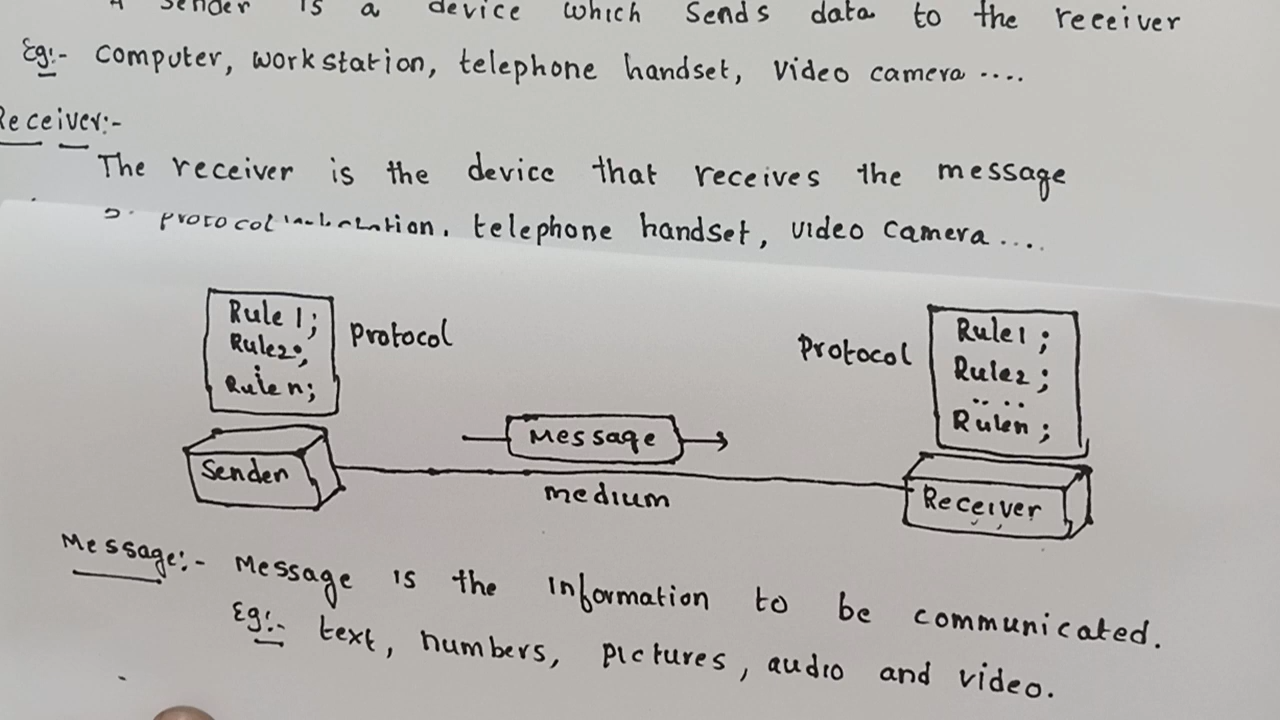 A sender is a device which sends data to the receiver
Eg:- computer, workstation, telephone handset, video camera ....
Receiver:-
The receiver is the device that receives the message
5. protocol telephone handset, video camera ....
Rule 1;
Rule2;
Rule n;
Protocol
Protocol
Rule1;
Rule2;
....
Rulen;
Message
Sender
medium
Receiver
Message:- Message is the information to be communicated.
Eg:- text, numbers, pictures, audio and video.